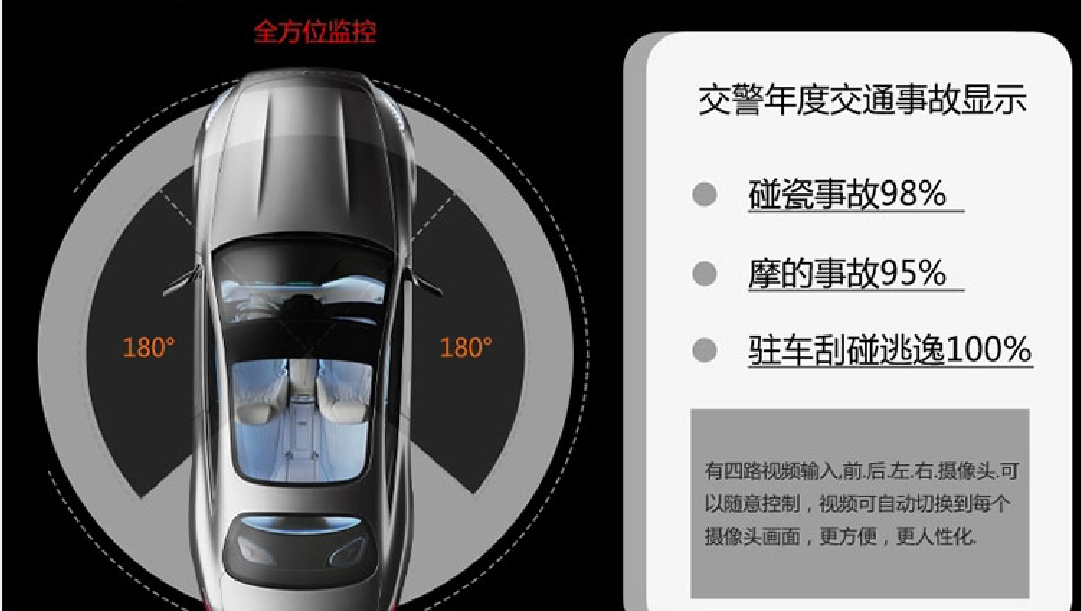 全方位监控
180°
180°
交警年度交通事故显示
碰瓷事故98%
摩的事故95%
驻车刮碰逃逸100%
有四路视频输入,前.后.左.右.摄像头.可
以随意控制，视频可自动切换到每个
摄像头画面，更方便，更人性化.